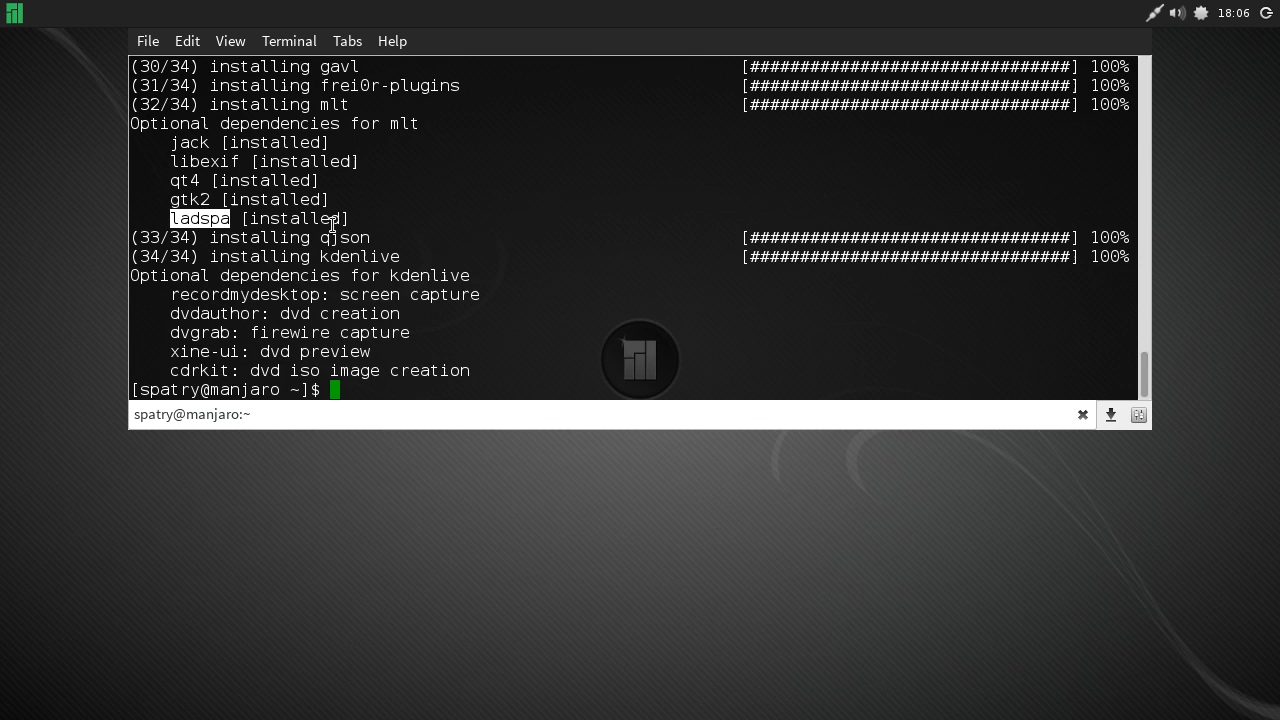 18:06
File Edit View Terminal Tabs Help
(30/34) installing gavl [################################] 100%
(31/34) installing frei0r-plugins [################################] 100%
(32/34) installing mlt [################################] 100%
Optional dependencies for mlt
jack [installed]
libexif [installed]
qt4 [installed]
gtk2 [installed]
ladspa [installed]
(33/34) installing qjson [################################] 100%
(34/34) installing kdenlive [################################] 100%
Optional dependencies for kdenlive
recordmydesktop: screen capture
dvdauthor: dvd creation
dvgrab: firewire capture
xine-ui: dvd preview
cdrkit: dvd iso image creation
[spatry@manjaro ~]$
spatry@manjaro:~